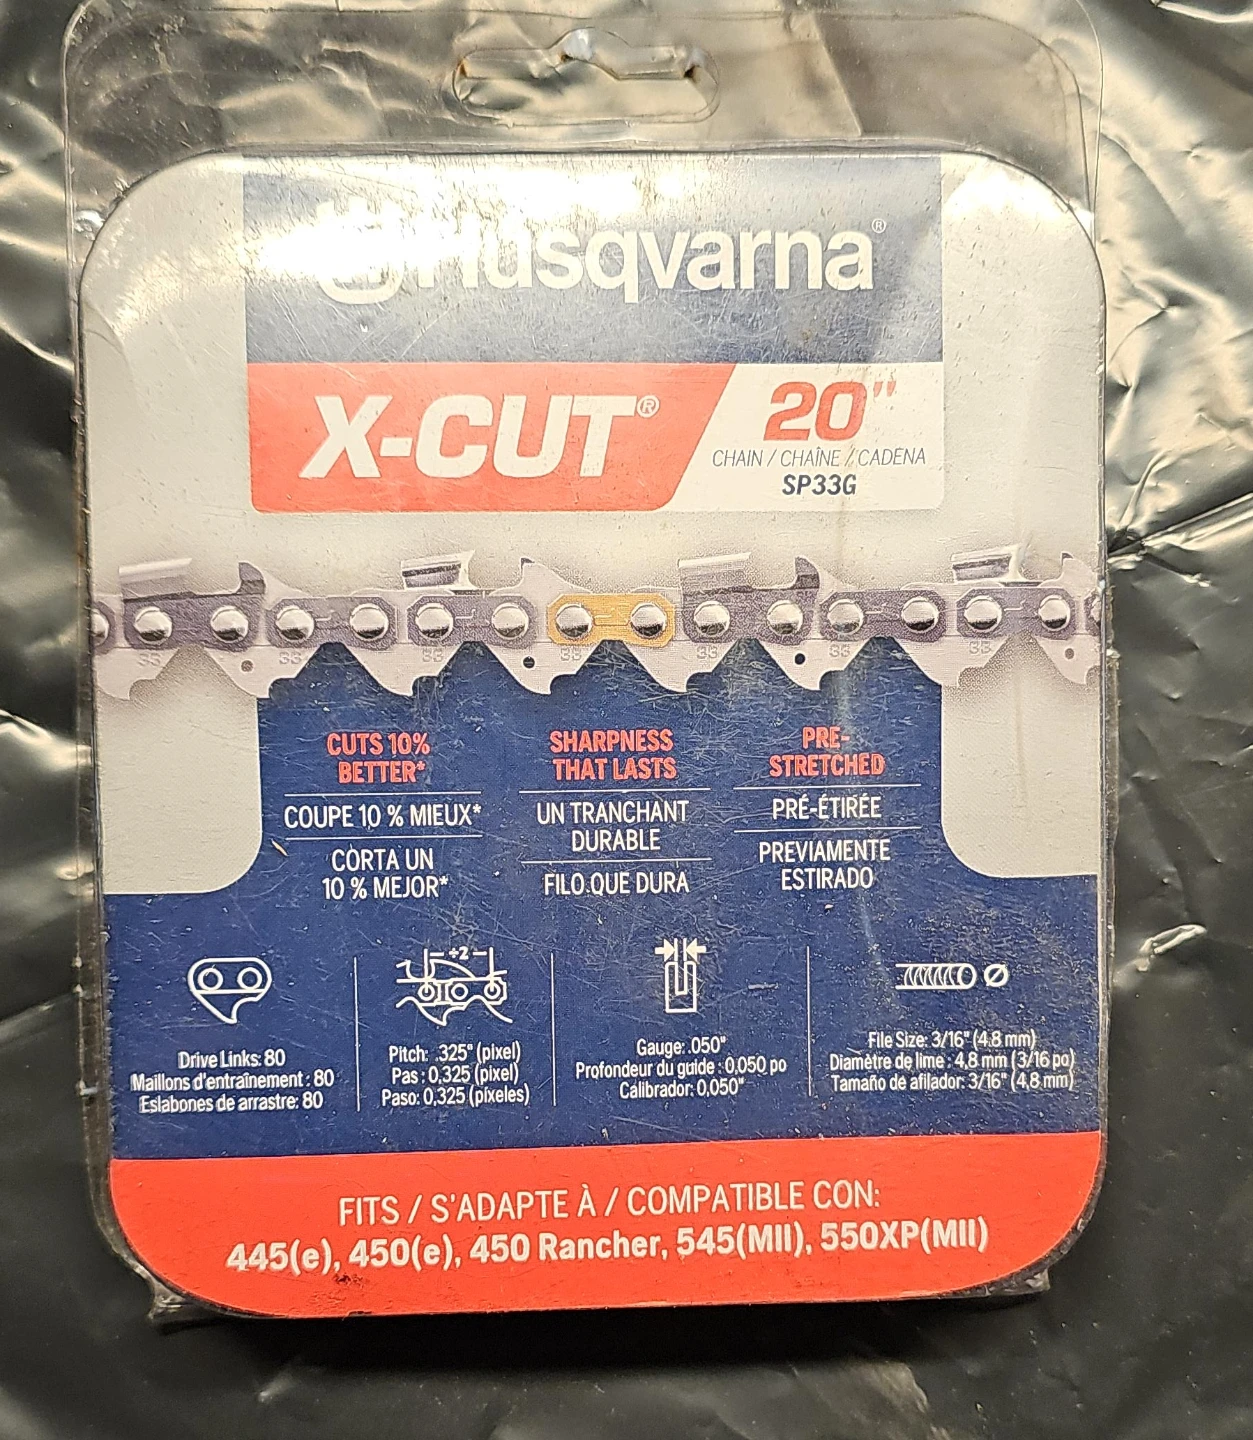 Husqvarna®
X-CUT®
20"
CHAIN / CHAÎNE / CADENA
SP33G
CUTS 10%
BETTER*
COUPE 10 % MIEUX*
CORTA UN
10 % MEJOR*
SHARPNESS
THAT LASTS
UN TRANCHANT
DURABLE
FILO QUE DURA
PRE-
STRETCHED
PRÉ-ÉTIRÉE
PREVIAMENTE
ESTIRADO
÷2
Drive Links: 80
Maillons d'entraînement : 80
Eslabones de arrastre: 80
Pitch: .325" (pixel)
Pas : 0,325 (pixel)
Paso: 0,325 (píxeles)
Gauge: .050"
Profondeur du guide : 0,050 po
Calibrador: 0,050"
Ø
File Size: 3/16" (4.8 mm)
Diamètre de lime : 4,8 mm (3/16 po)
Tamaño de afilador: 3/16" (4,8 mm)
FITS / S'ADAPTE À / COMPATIBLE CON:
445(e), 450(e), 450 Rancher, 545(MII), 550XP(MII)